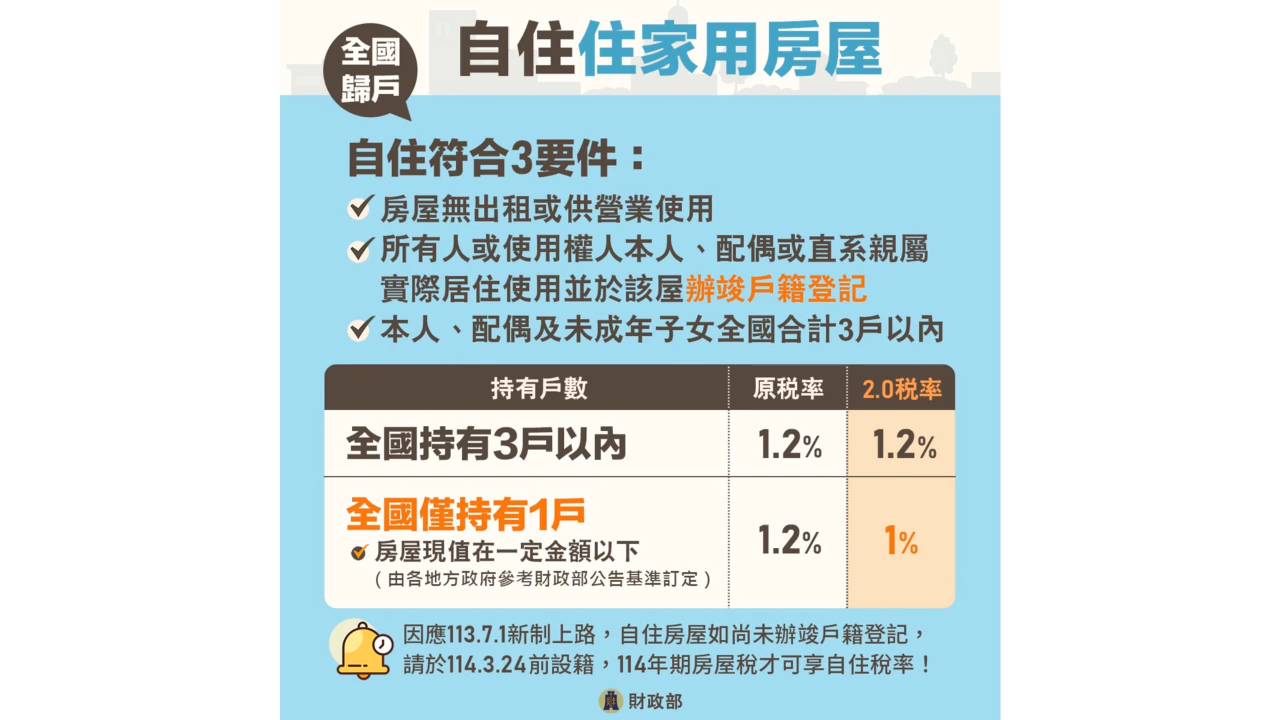 全國
歸戶
自住住家用房屋
自住符合3要件：
房屋無出租或供營業使用
所有人或使用權人本人、配偶或直系親屬
實際居住使用並於該屋辦竣戶籍登記
本人、配偶及未成年子女全國合計3戶以內
持有戶數 原稅率 2.0稅率
全國持有3戶以內 1.2% 1.2%
全國僅持有1戶
房屋現值在一定金額以下 1.2% 1%
（由各地方政府參考財政部公告基準訂定）
因應113.7.1新制上路，自住房屋如尚未辦竣戶籍登記，
請於114.3.24前設籍，114年期房屋稅才可享自住稅率！
財政部